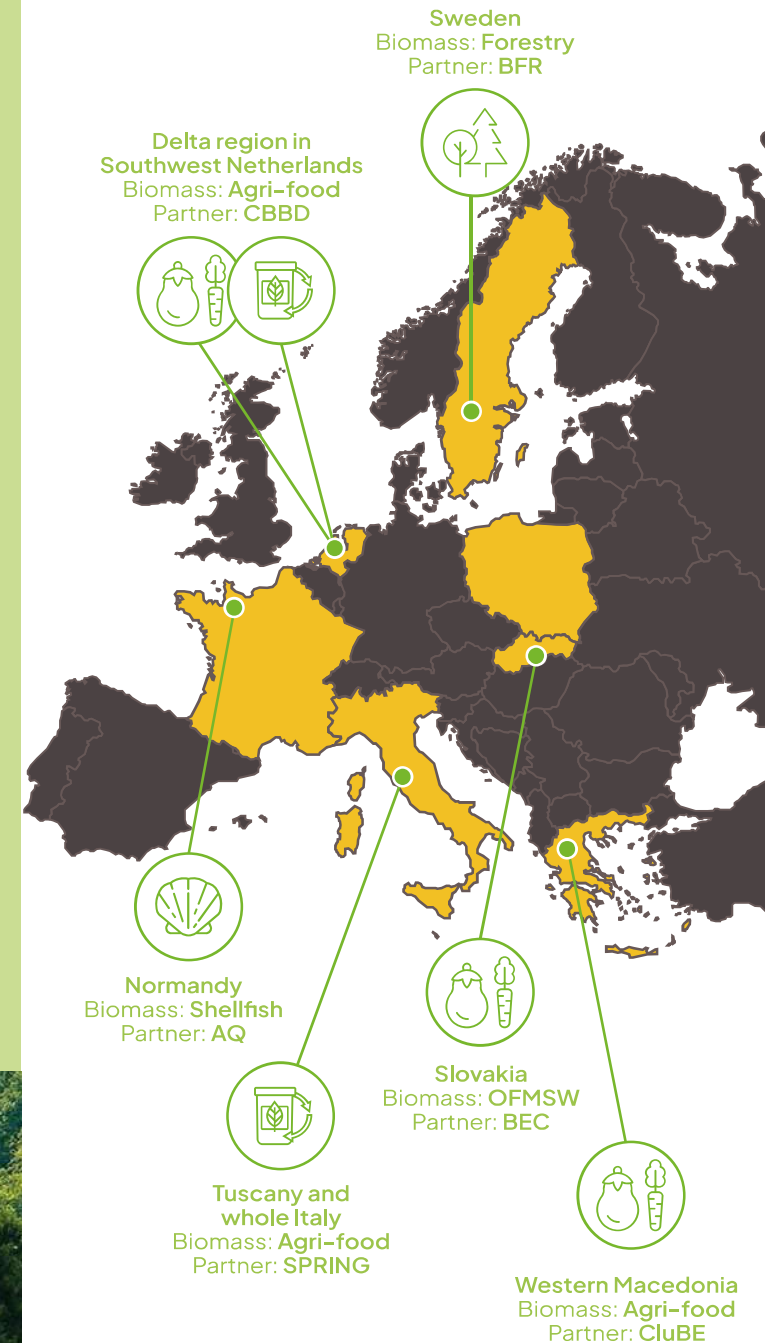 Sweden
Biomass: Forestry
Partner: BFR
Delta region in
Southwest Netherlands
Biomass: Agri-food
Partner: CBBD
Normandy
Biomass: Shellfish
Partner: AQ
Slovakia
Biomass: OFMSW
Partner: BEC
Tuscany and
whole Italy
Biomass: Agri-food
Partner: SPRING
Western Macedonia
Biomass: Agri-food
Partner: CluBE